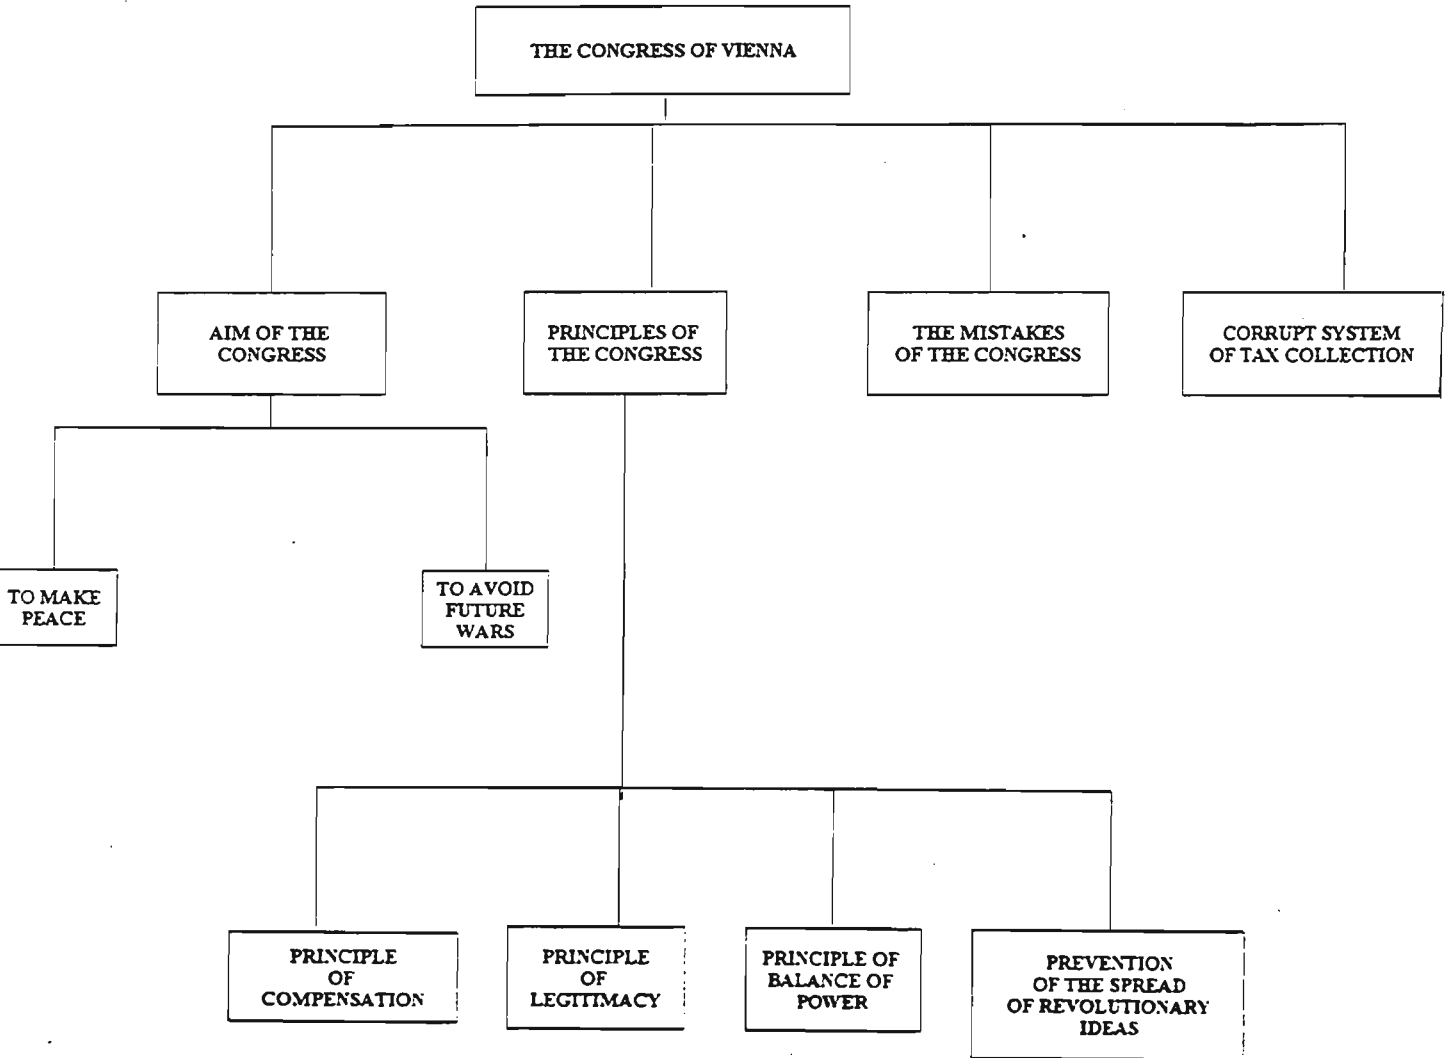 THE CONGRESS OF VIENNA
AIM OF THE
CONGRESS
PRINCIPLES OF
THE CONGRESS
THE MISTAKES
OF THE CONGRESS
CORRUPT SYSTEM
OF TAX COLLECTION
TO MAKE
PEACE
TO AVOID
FUTURE
WARS
PRINCIPLE
OF
COMPENSATION
PRINCIPLE
OF
LEGITIMACY
PRINCIPLE OF
BALANCE OF
POWER
PREVENTION
OF THE SPREAD
OF REVOLUTIONARY
IDEAS